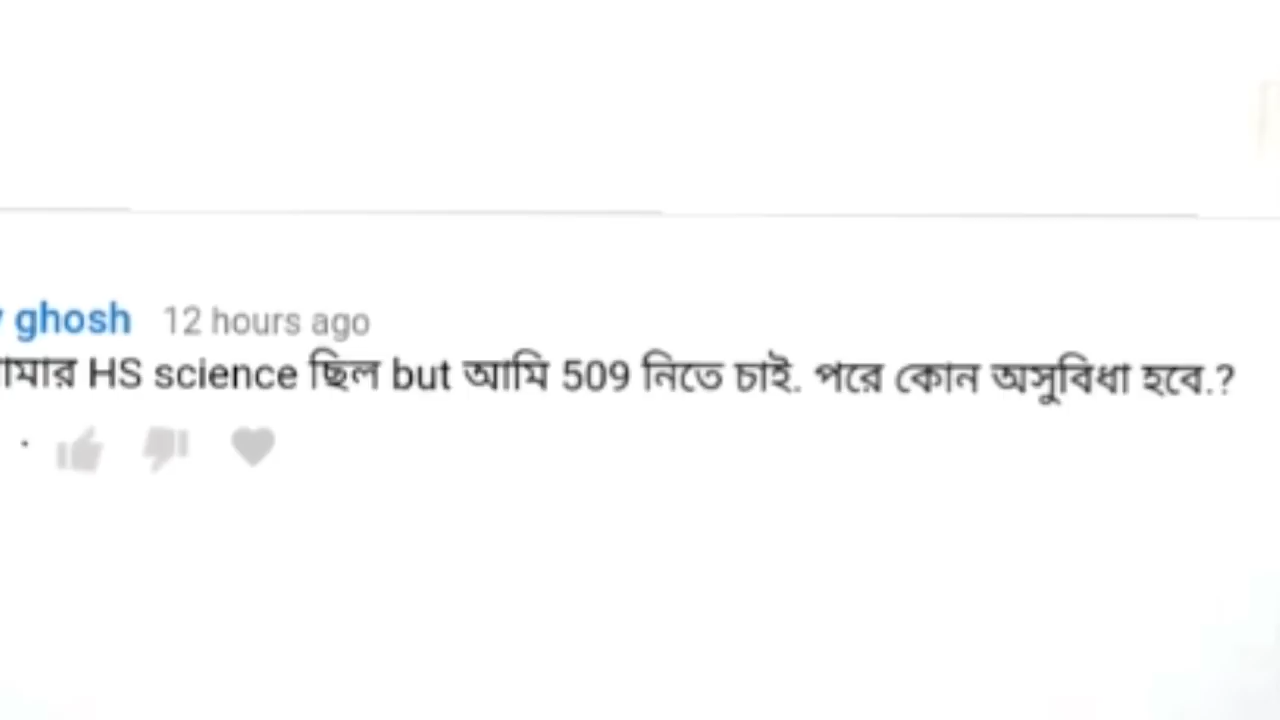 ghosh 12 hours ago
মার HS science ছিল but আমি 509 নিতে চাই. পরে কোন অসুবিধা হবে.?